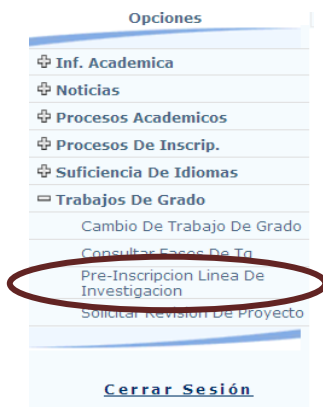 Opciones
Inf. Academica
Noticias
Procesos Academicos
Procesos De Inscrip.
Suficiencia De Idiomas
Trabajos De Grado
Cambio De Trabajo De Grado
Consultar Fases De Tg
Pre-Inscripcion Linea De
Investigacion
Solicitar Revision De Proyecto
Cerrar Sesión